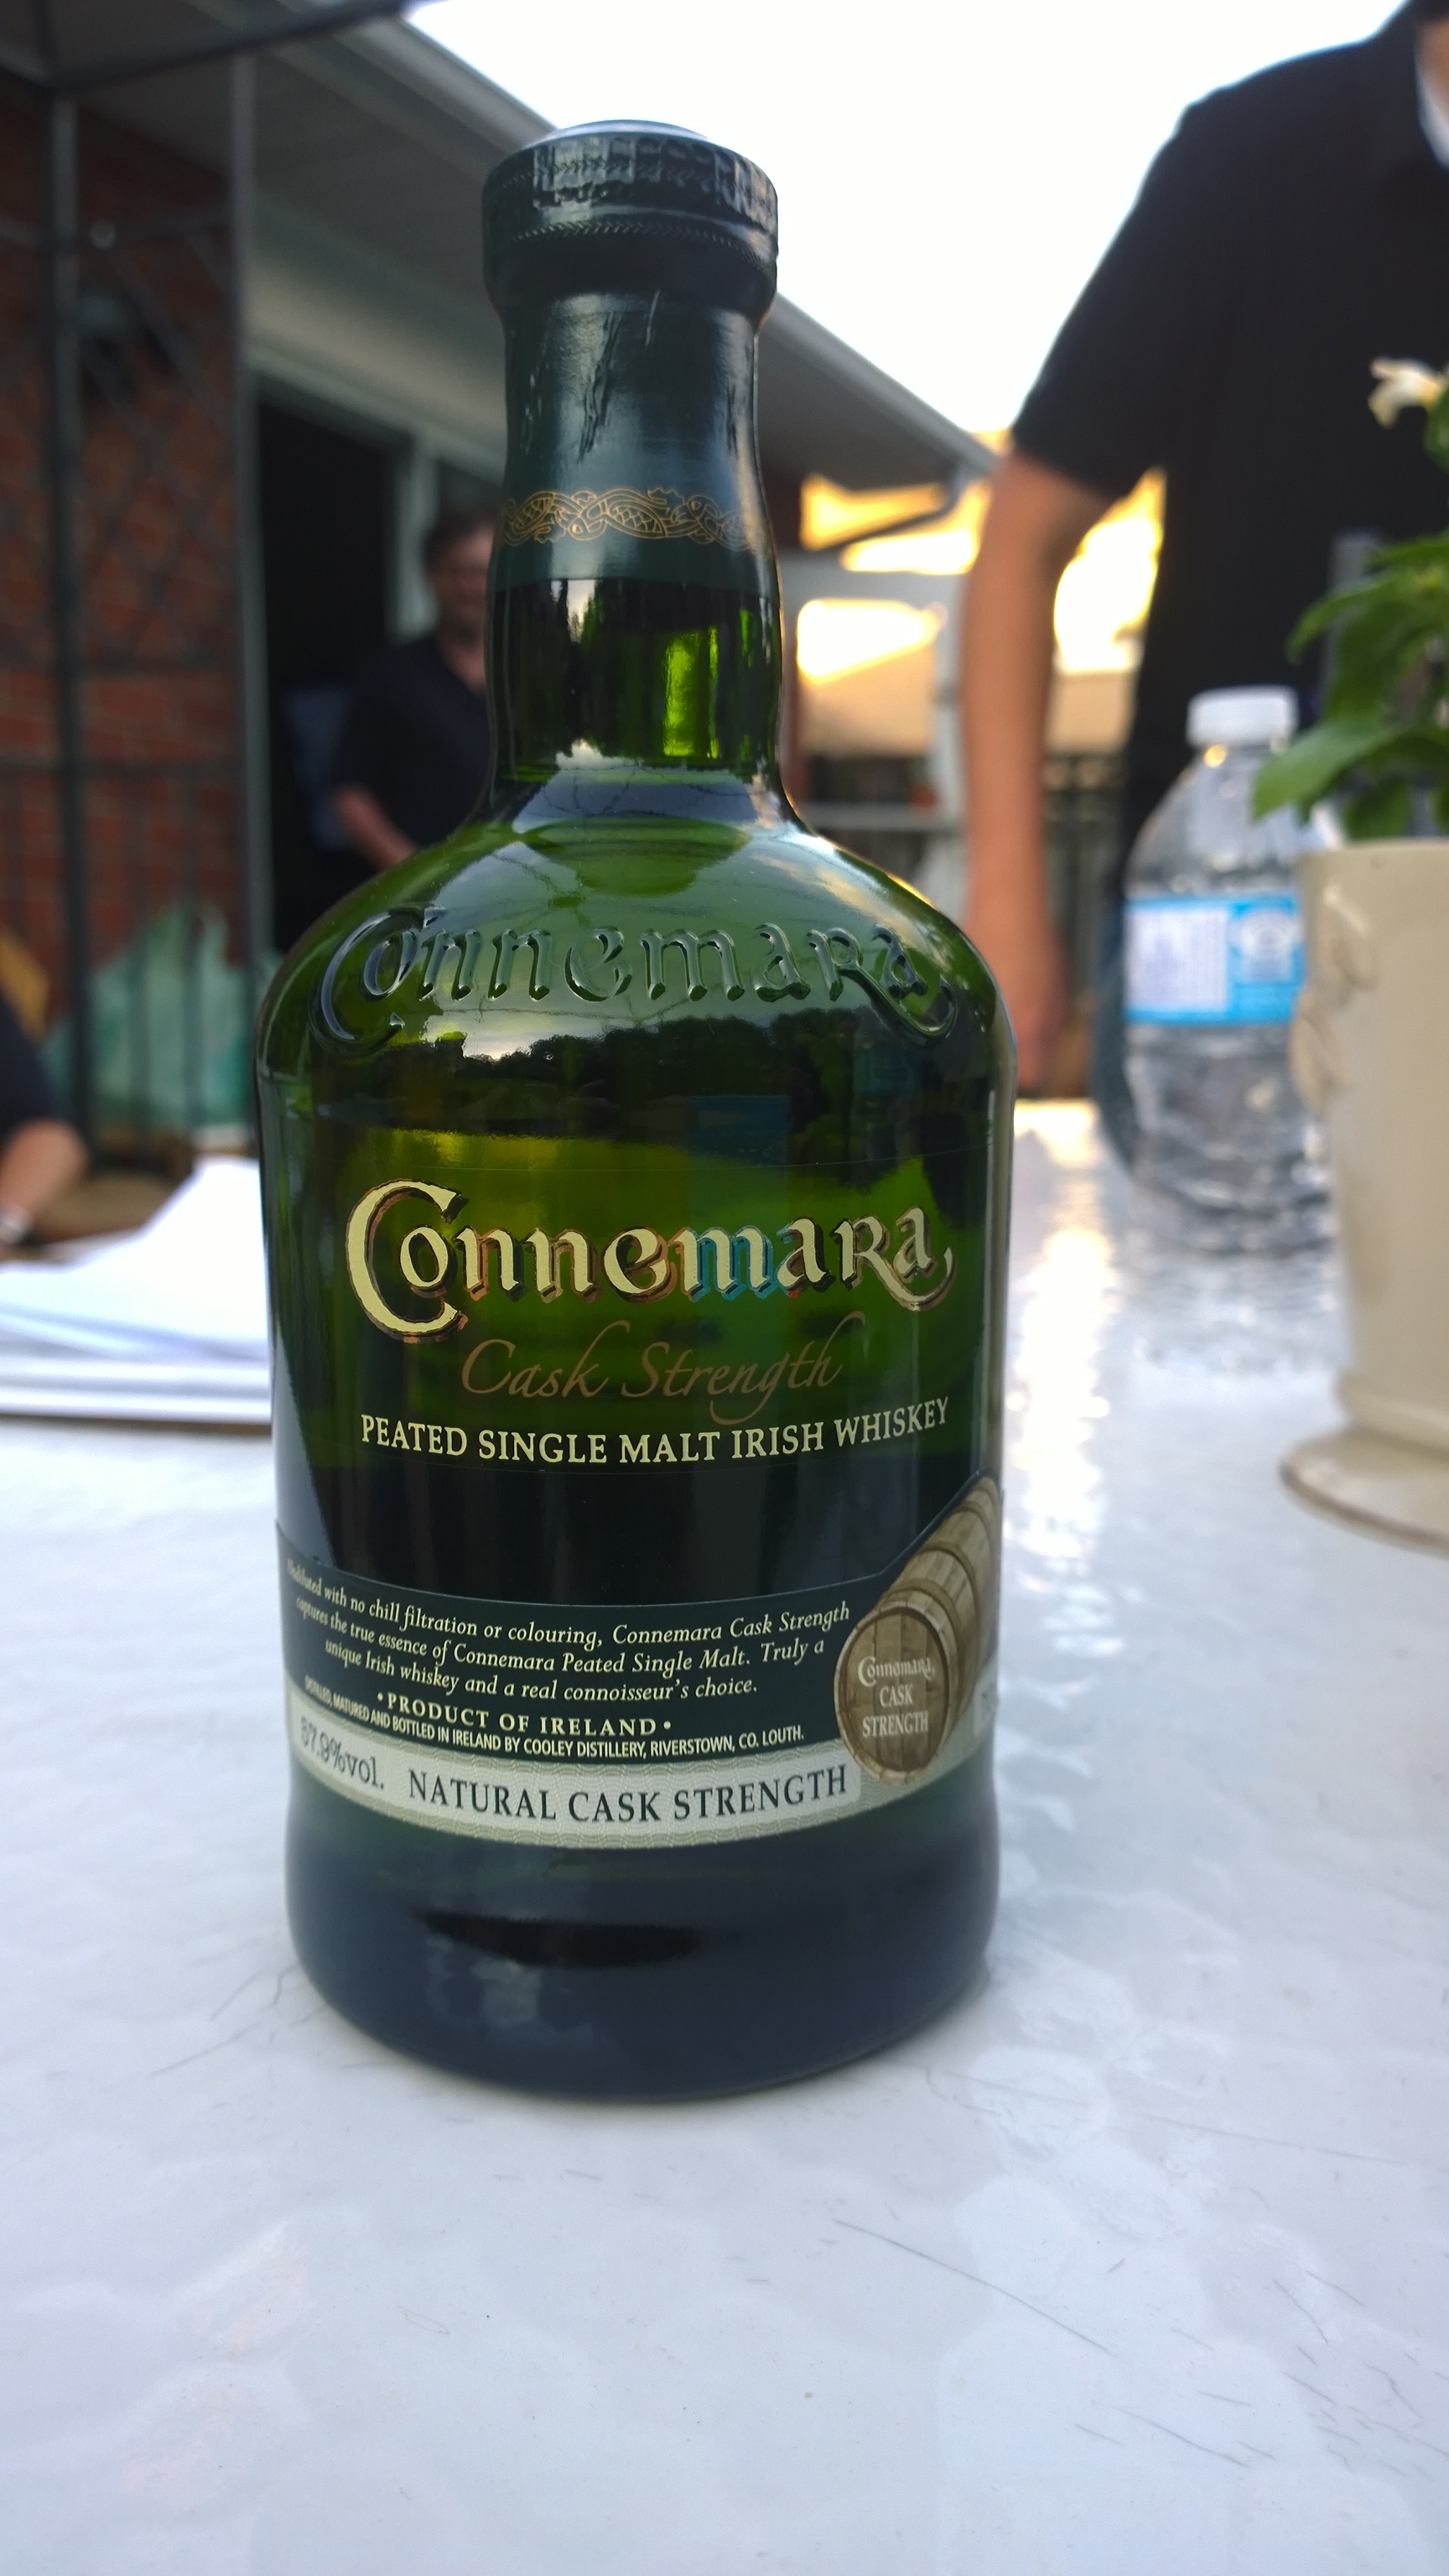 Connemara
Connemara
Cask Strength
PEATED SINGLE MALT IRISH WHISKEY
Undiluted with no chill filtration or colouring, Connemara Cask Strength
captures the true essence of Connemara Peated Single Malt. Truly a
unique Irish whiskey and a real connoisseur's choice.
• PRODUCT OF IRELAND •
DISTILLED, MATURED AND BOTTLED IN IRELAND BY COOLEY DISTILLERY, RIVERSTOWN, CO. LOUTH.
57.9%vol. NATURAL CASK STRENGTH
Connemara
CASK
STRENGTH